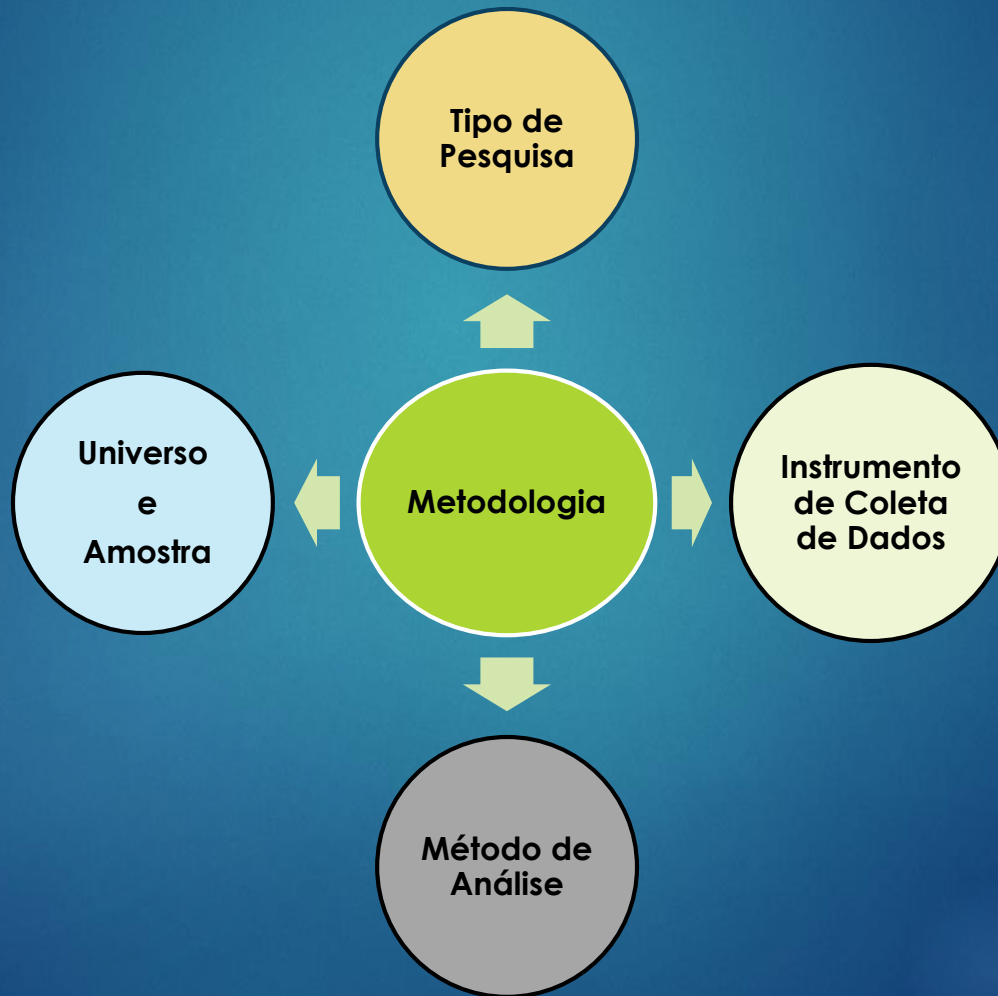 Tipo de
Pesquisa
Universo
e
Amostra
Metodologia
Instrumento
de Coleta
de Dados
Método de
Análise